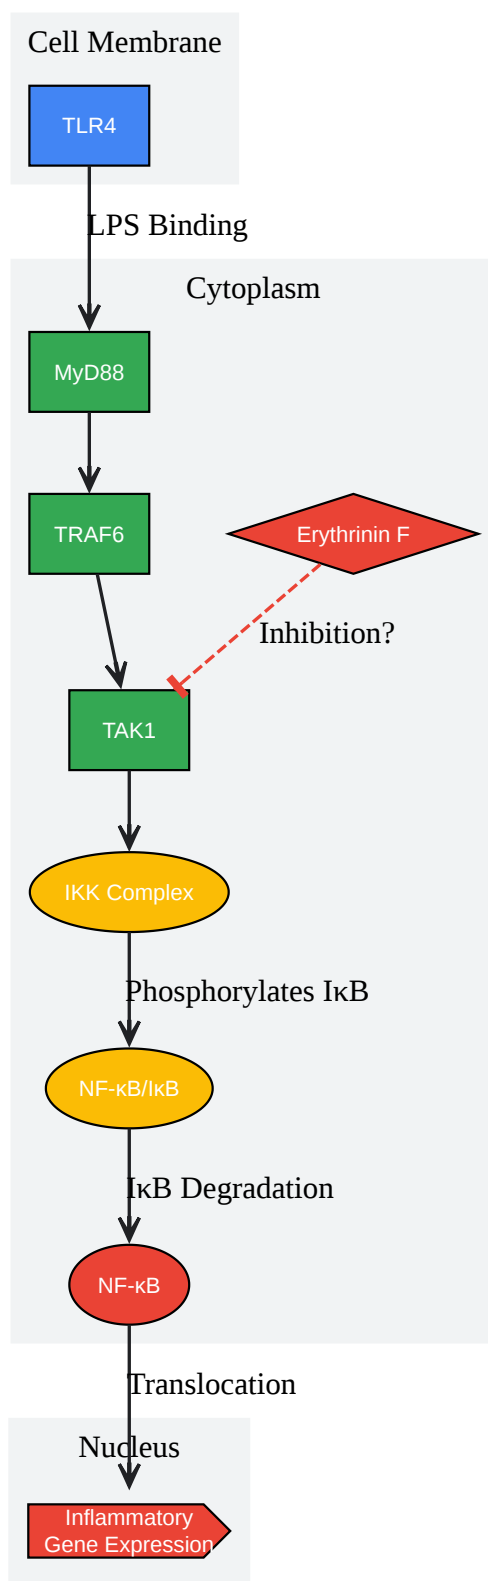 Cell Membrane
TLR4
LPS Binding
Cytoplasm
MyD88
TRAF6
Erythrinin F
Inhibition?
TAK1
IKK Complex
Phosphorylates IκB
NF-κB/IκB
IκB Degradation
NF-κB
Translocation
Nucleus
Inflammatory
Gene Expression